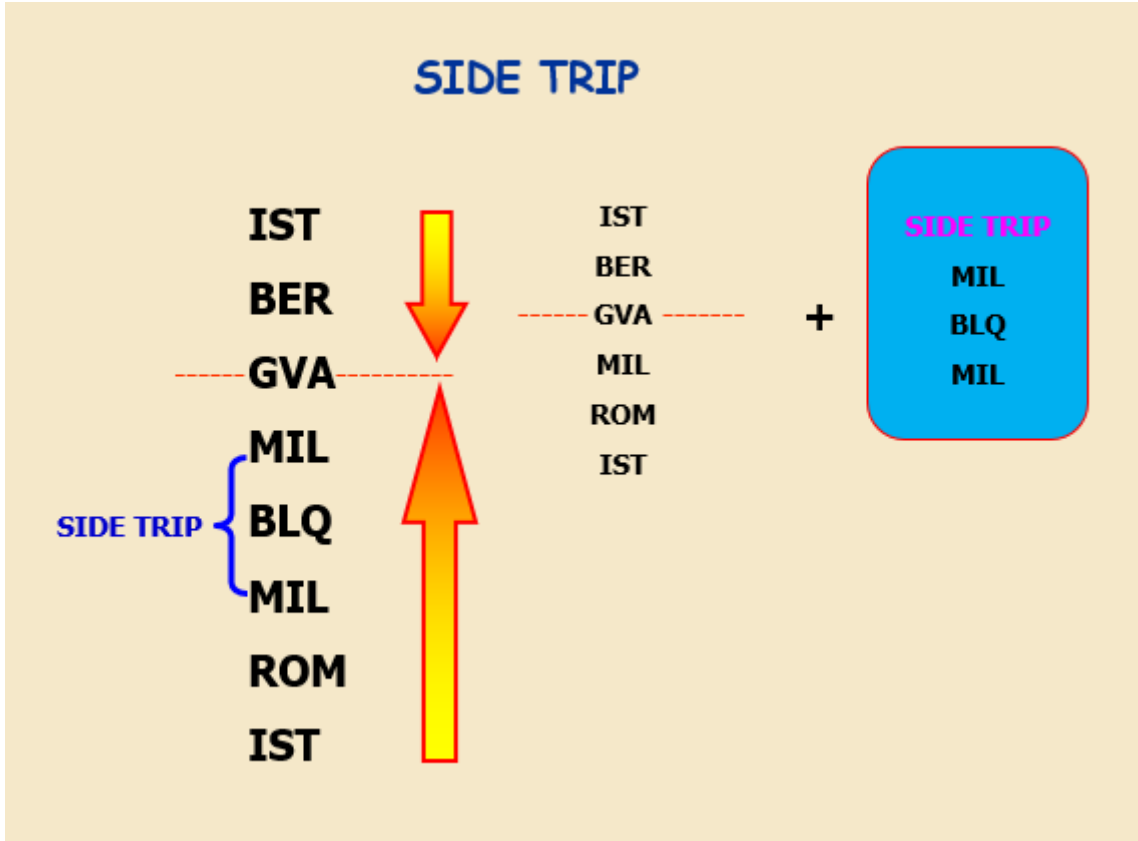 SIDE TRIP
IST
BER
------GVA----------
MIL
SIDE TRIP
BLQ
MIL
ROM
IST
IST
BER
------ GVA -------
MIL
ROM
IST
+
SIDE TRIP
MIL
BLQ
MIL